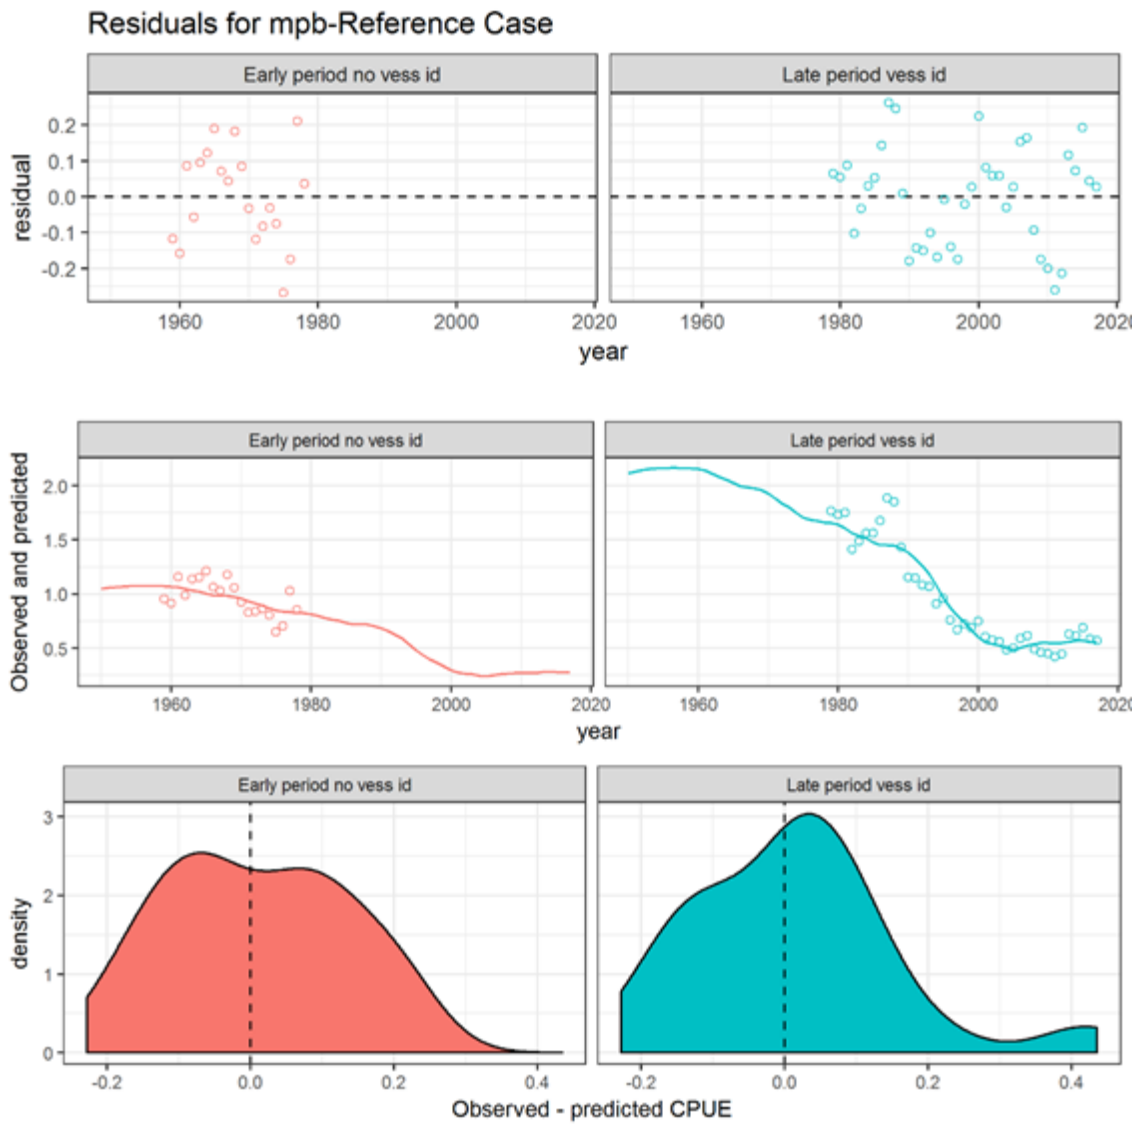 Residuals for mpb-Reference Case
Early period no vess id
Late period vess id
residual
0.2
0.1
0.0
-0.1
-0.2
1960 1980 2000 2020 1960 1980 2000 202
year
Early period no vess id
Late period vess id
Observed and predicted
2.0
1.5
1.0
0.5
1960 1980 2000 2020 1960 1980 2000 2020
year
Early period no vess id
Late period vess id
density
3
2
1
0
-0.2 0.0 0.2 0.4 -0.2 0.0 0.2 0.4
Observed - predicted CPUE